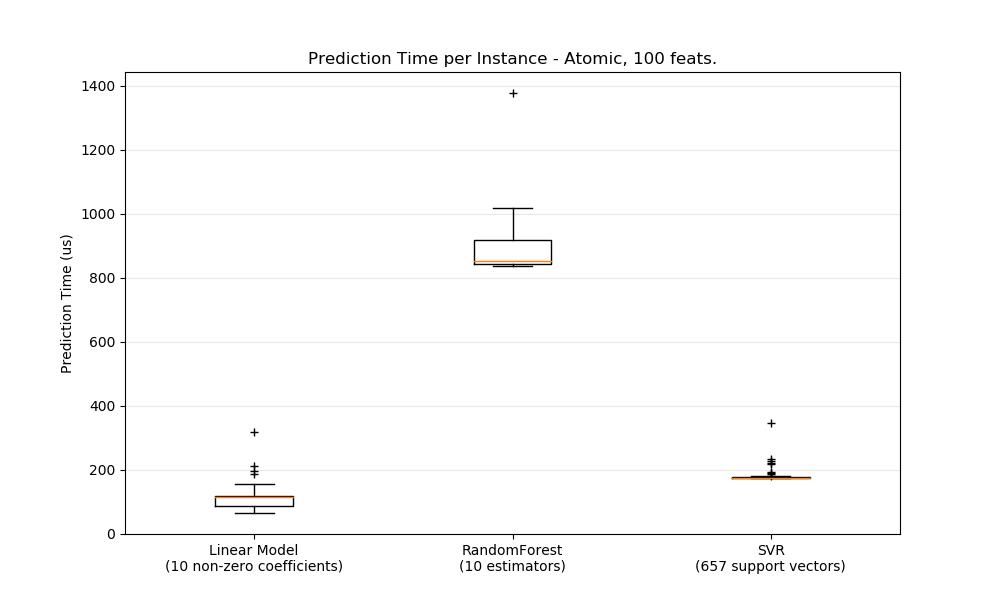 Prediction Time per Instance - Atomic, 100 feats.
Prediction Time (us)
1400
1200
1000
800
600
400
200
0
Linear Model
(10 non-zero coefficients)
RandomForest
(10 estimators)
SVR
(657 support vectors)